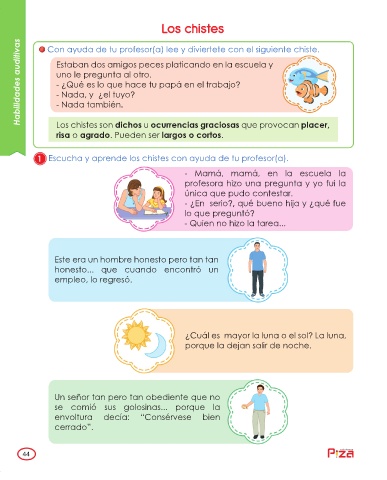 Los chistes
Habilidades auditivas
Con ayuda de tu profesor(a) lee y diviertete con el siguiente chiste.
Estaban dos amigos peces platicando en la escuela y
uno le pregunta al otro.
- ¿Qué es lo que hace tu papá en el trabajo?
- Nada, y ¿el tuyo?
- Nada también.
Los chistes son dichos u ocurrencias graciosas que provocan placer,
risa o agrado. Pueden ser largos o cortos.
1 Escucha y aprende los chistes con ayuda de tu profesor(a).
- Mamá, mamá, en la escuela la
profesora hizo una pregunta y yo fui la
única que pudo contestar.
- ¿En serio?, qué bueno hija y ¿qué fue
lo que preguntó?
- Quien no hizo la tarea...
Este era un hombre honesto pero tan tan
honesto... que cuando encontró un
empleo, lo regresó.
¿Cuál es mayor la luna o el sol? La luna,
porque la dejan salir de noche.
Un señor tan pero tan obediente que no
se comió sus golosinas... porque la
envoltura decía: “Consérvese bien
cerrado”.
44
Piza